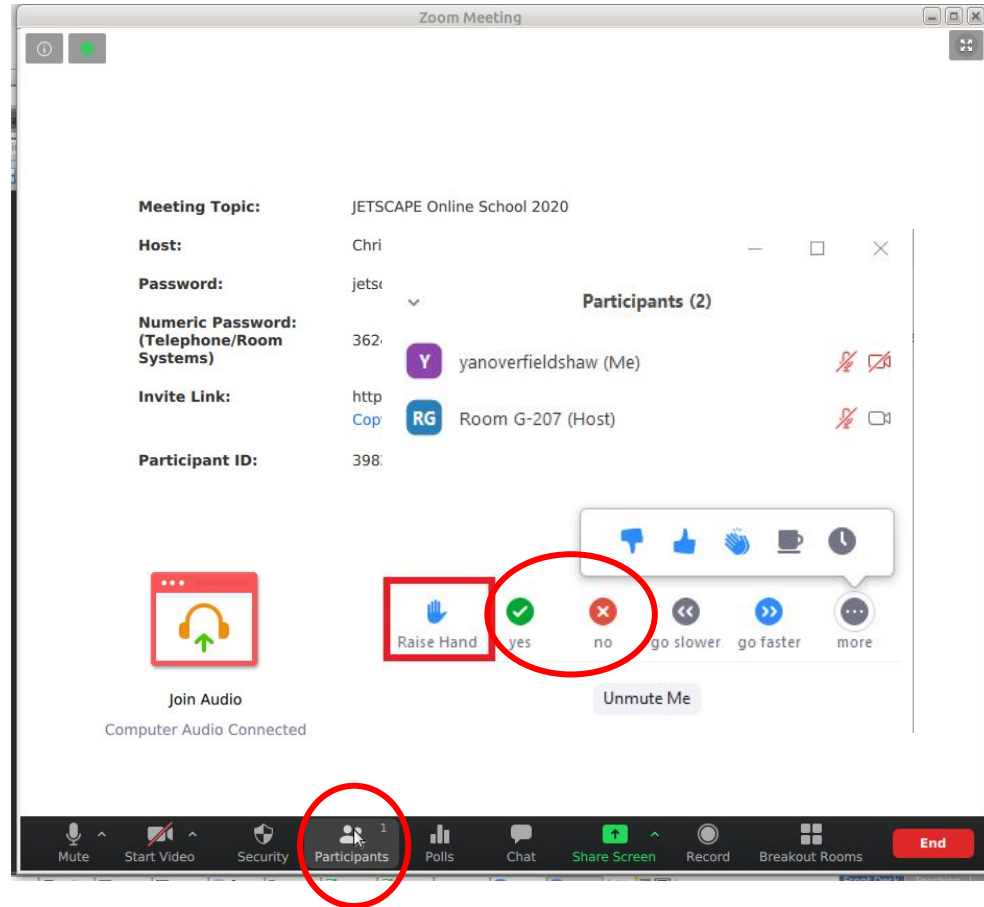 Zoom Meeting
Meeting Topic: JETSCAPE Online School 2020
Host: Chri
Password: jets
Numeric Password:
(Telephone/Room 362
Systems)
Invite Link: http
Cop
Participant ID: 398
Participants (2)
Y yanoverfieldshaw (Me)
RG Room G-207 (Host)
Raise Hand yes no go slower go faster more
Join Audio
Unmute Me
Computer Audio Connected
1
Mute Start Video Security Participants Polls Chat Share Screen Record Breakout Rooms End